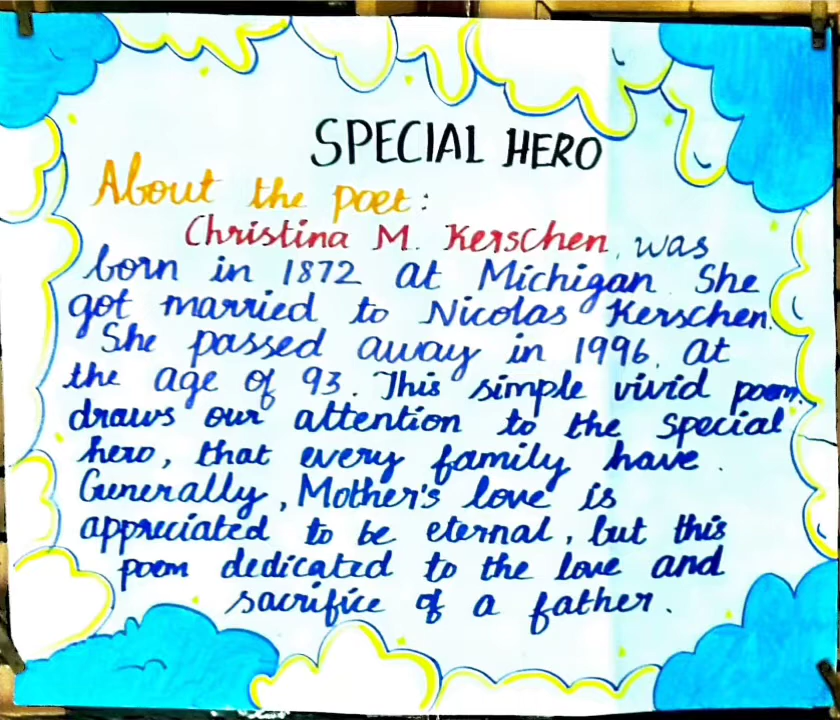 SPECIAL HERO
About the poet:
Christina M. Kerschen, was
born in 1872 at Michigan. She
got married to Nicolas Kerschen.
She passed away in 1996, at
the age of 93. This simple vivid poem,
draws our attention to the special
hero, that every family have.
Generally, Mother's love is
appreciated to be eternal, but this
poem dedicated to the love and
sacrifice of a father.